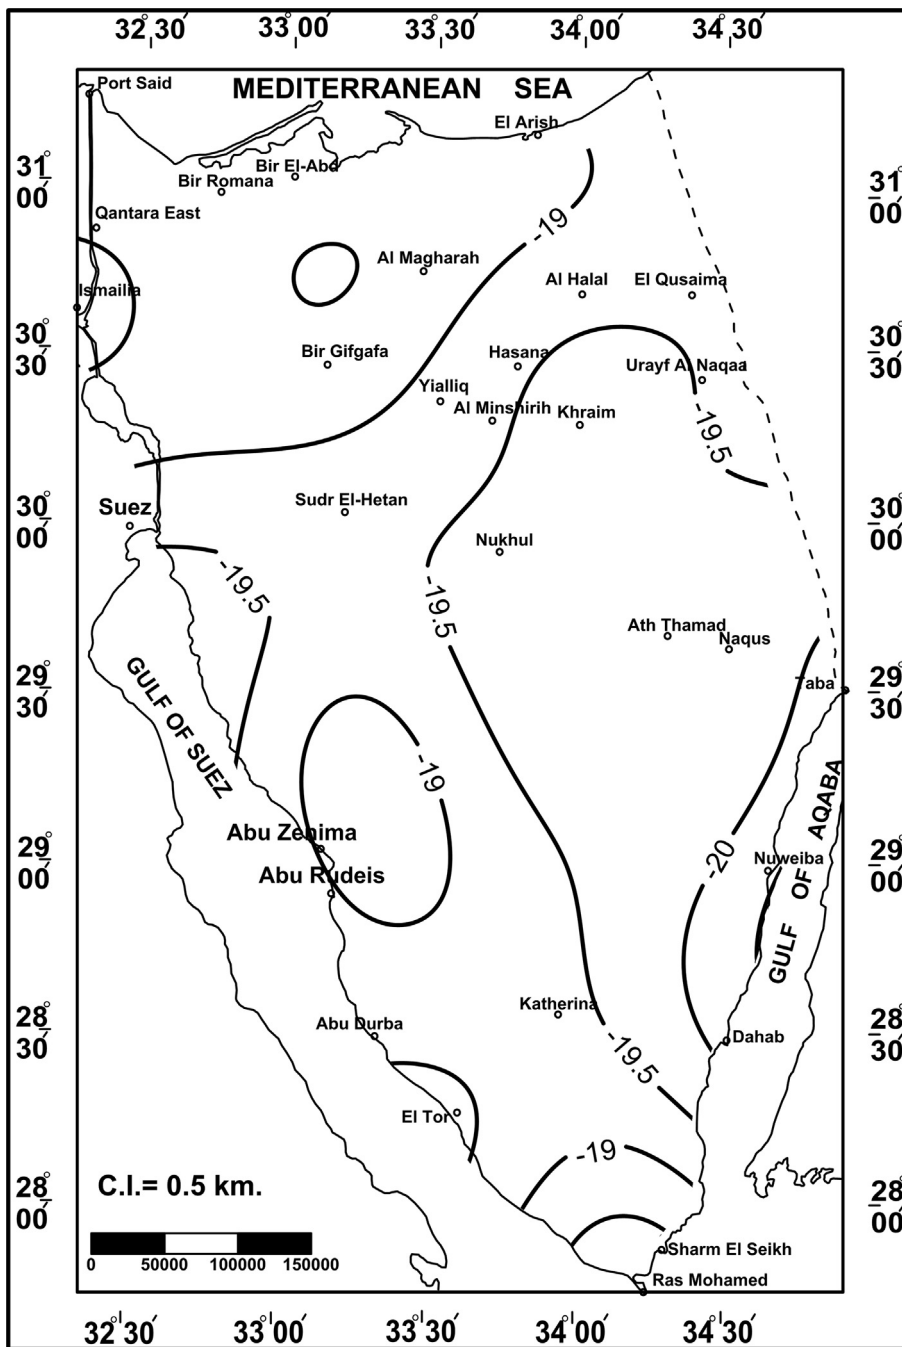 32°30′ 33°00′ 33°30′ 34°00′ 34°30′
Port Said
MEDITERRANEAN SEA
El Arish
31°
00′
31°
00′
Bir El-Abd
Bir Romana
Qantara East
-19
Al Magharah
Al Halal
El Qusaima
Ismailia
30°
30′
30°
30′
Bir Gifgafa
Hasana
Urayf Al Naqaa
Yialliq
Al Minshirih
Khraim
-19.5
Sudr El-Hetan
Suez
30°
00′
30°
00′
Nukhul
-19.5
-19.5
Ath Thamad
Naqus
Taba
29°
30′
29°
30′
GULF OF SUEZ
-19
GULF OF AQABA
Abu Zenima
-20
Nuweiba
29°
00′
29°
00′
Abu Rudeis
Katherina
Abu Durba
28°
30′
28°
30′
Dahab
-19.5
El Tor
-19
C.I.= 0.5 km.
28°
00′
28°
00′
0 50000 100000 150000
Sharm El Seikh
Ras Mohamed
32°30′ 33°00′ 33°30′ 34°00′ 34°30′